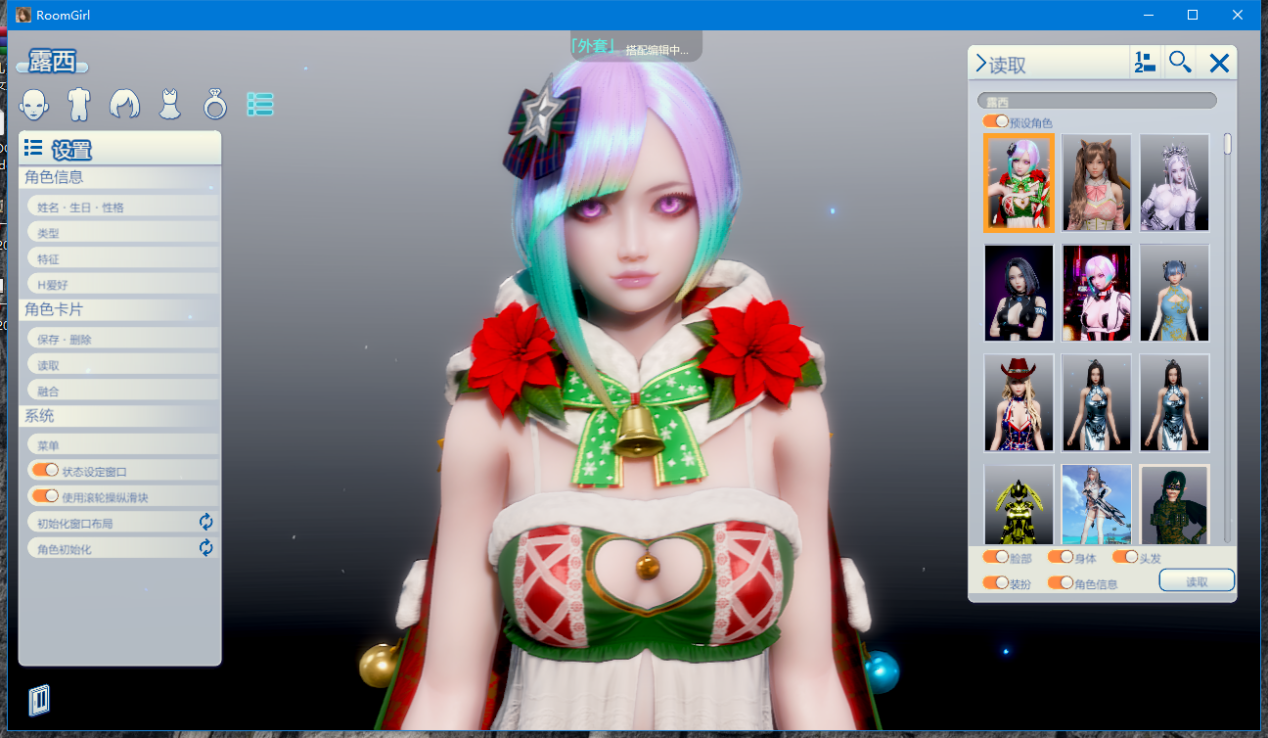 RoomGirl
「外套」 搭配编辑中...
露西
设置
角色信息
姓名·生日·性格
类型
特征
H爱好
角色卡片
保存·删除
读取
融合
系统
菜单
状态设定窗口
使用滚轮操纵滑块
初始化窗口布局
角色初始化
读取
露西
预设角色
脸部 身体 头发
装扮 角色信息 读取